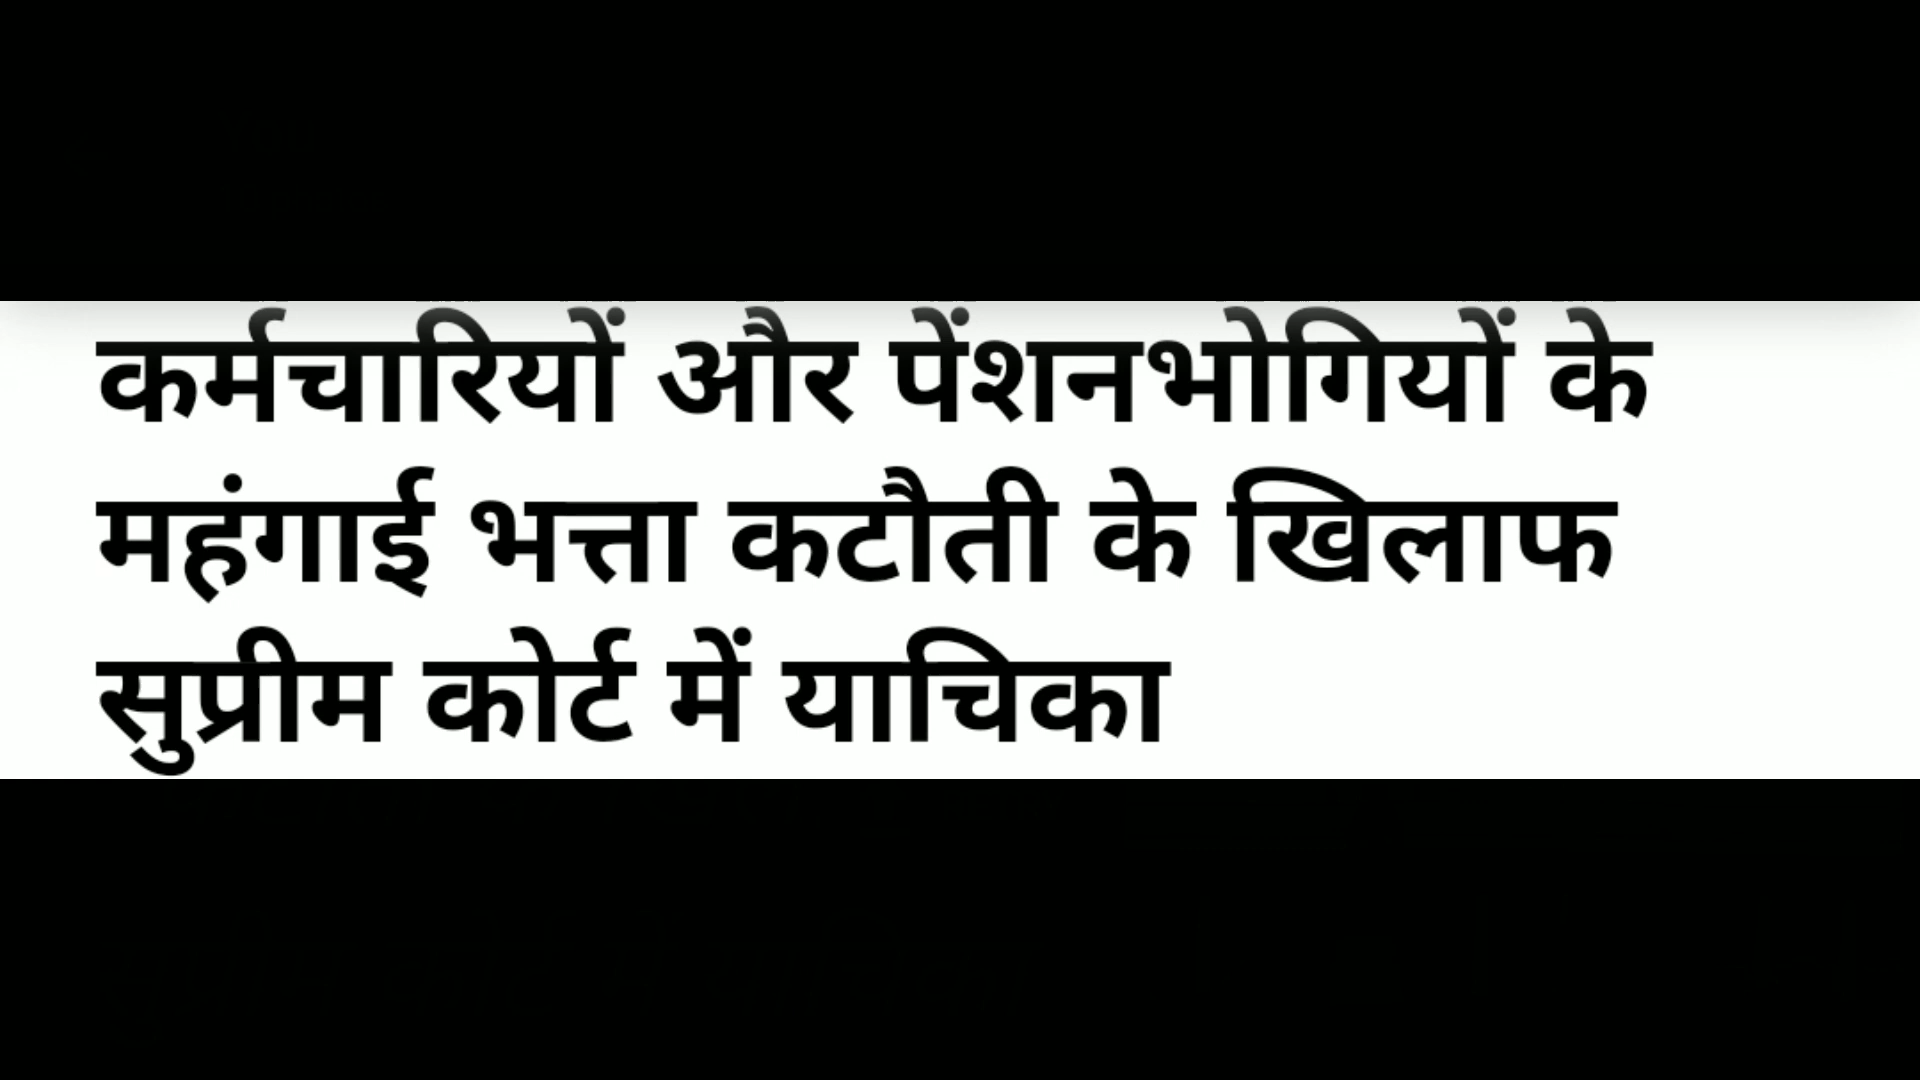 कर्मचारियों और पेंशनभोगियों के
महंगाई भत्ता कटौती के खिलाफ
सुप्रीम कोर्ट में याचिका